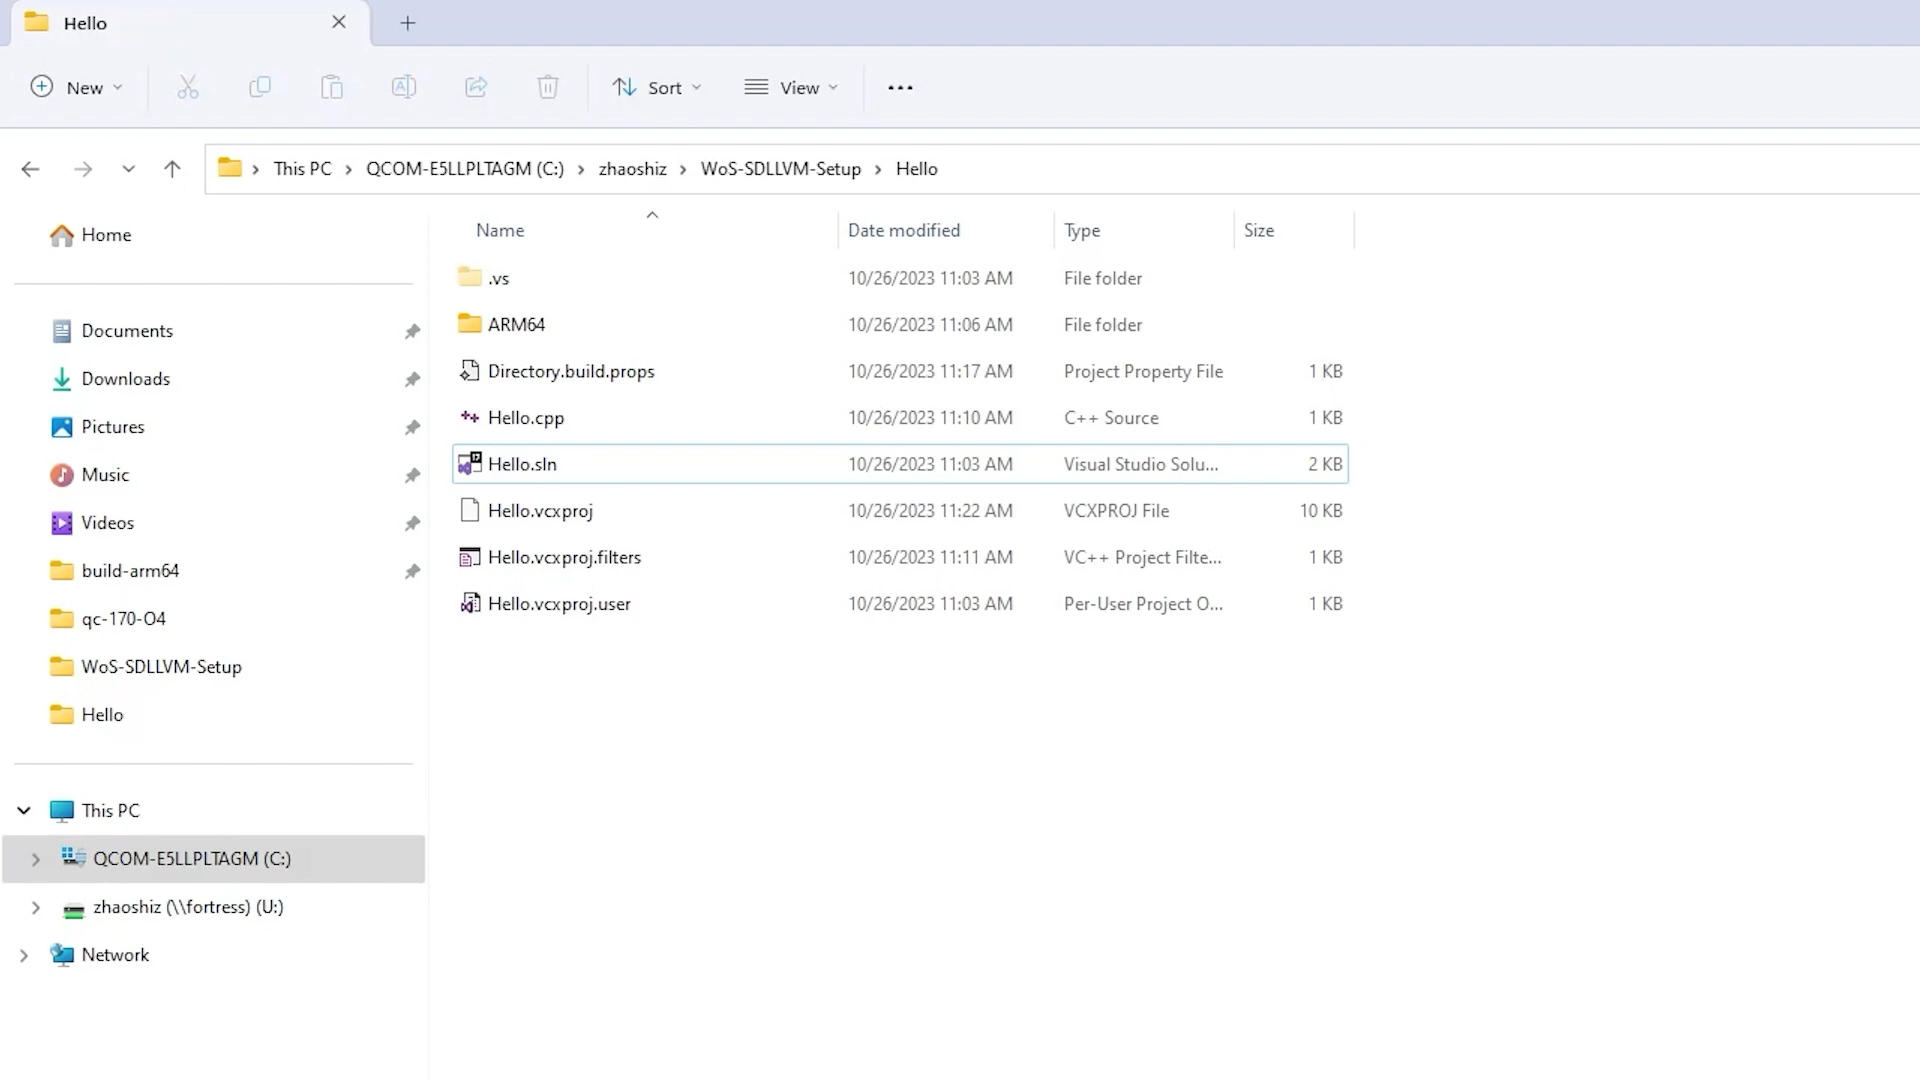 Hello
New
Sort
View
This PC > QCOM-E5LLPLTAGM (C:) > zhaoshiz > WoS-SDLLVM-Setup > Hello
Home
Documents
Downloads
Pictures
Music
Videos
build-arm64
qc-170-O4
WoS-SDLLVM-Setup
Hello
This PC
QCOM-E5LLPLTAGM (C:)
zhaoshiz (\\fortress) (U:)
Network
Name Date modified Type Size
.vs 10/26/2023 11:03 AM File folder
ARM64 10/26/2023 11:06 AM File folder
Directory.build.props 10/26/2023 11:17 AM Project Property File 1 KB
Hello.cpp 10/26/2023 11:10 AM C++ Source 1 KB
Hello.sln 10/26/2023 11:03 AM Visual Studio Solu... 2 KB
Hello.vcxproj 10/26/2023 11:22 AM VCXPROJ File 10 KB
Hello.vcxproj.filters 10/26/2023 11:11 AM VC++ Project Filte... 1 KB
Hello.vcxproj.user 10/26/2023 11:03 AM Per-User Project O... 1 KB